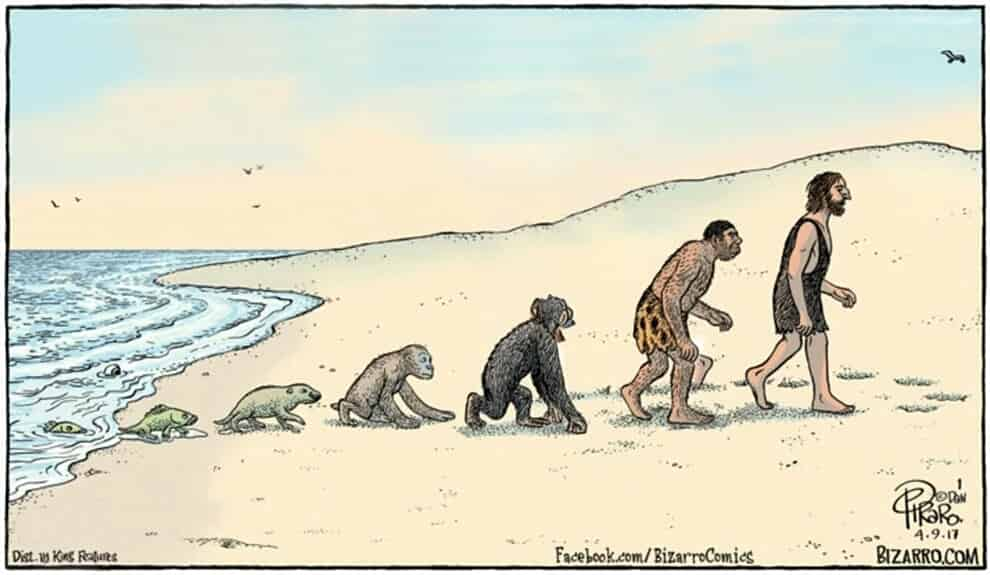 © DAN
PIRARO.
4.9.17
Dist. by King Features
Facebook.com/BizarroComics
BIZARRO.COM